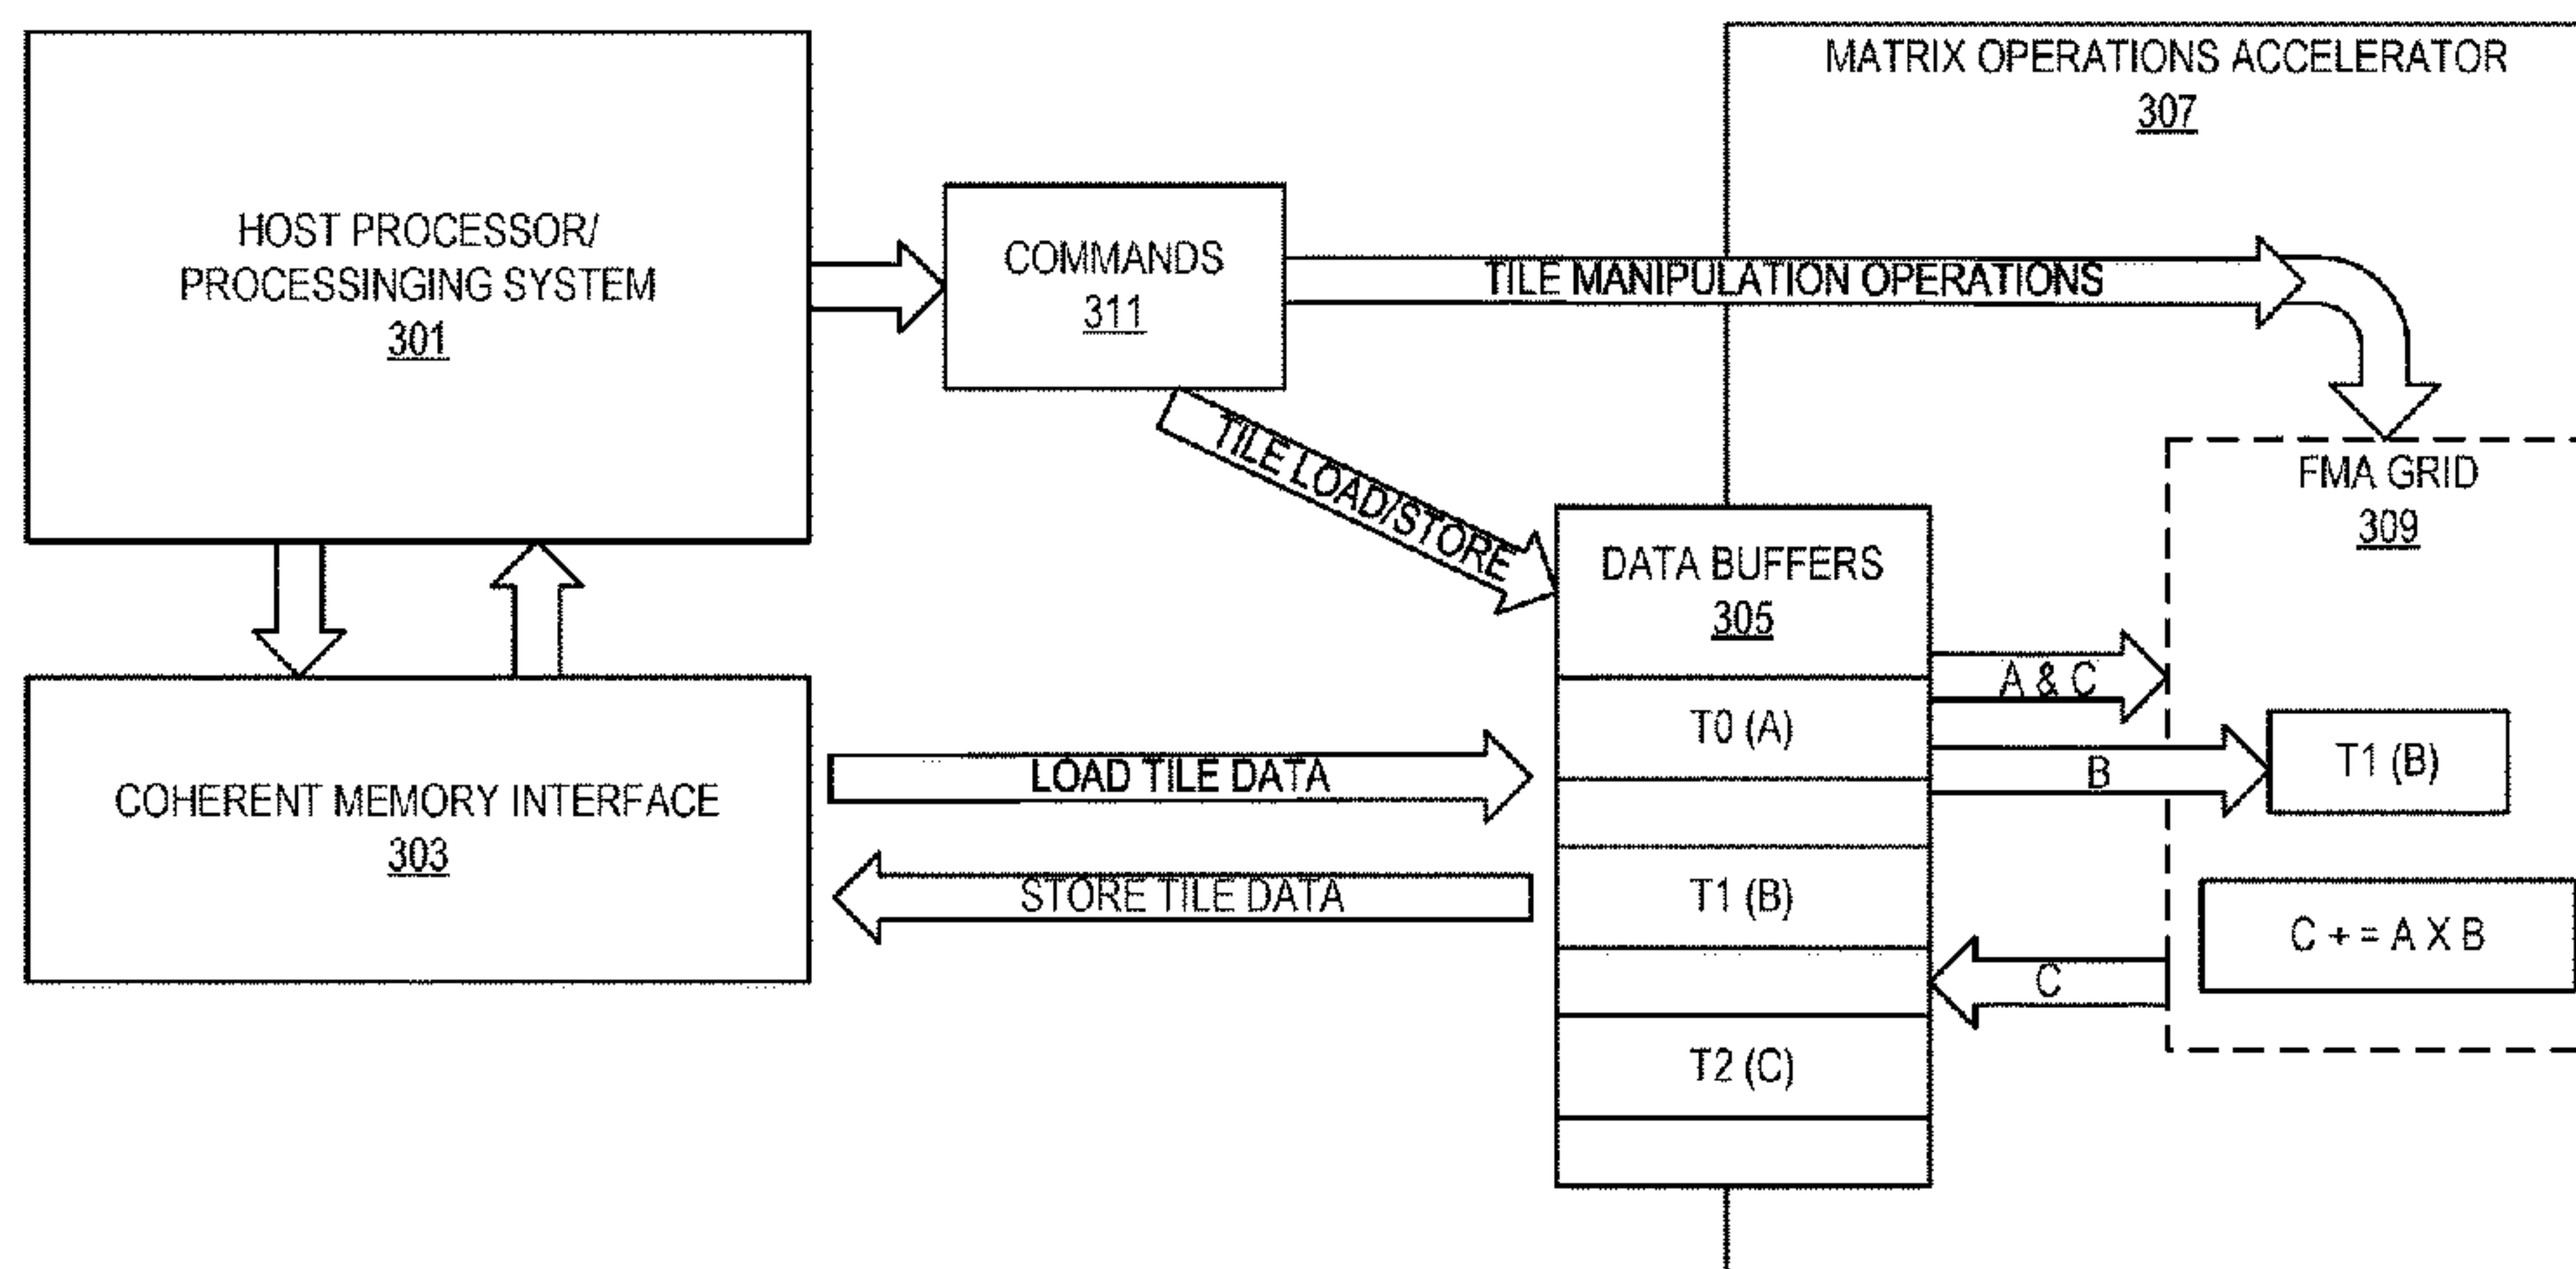 MATRIX OPERATIONS ACCELERATOR
307
HOST PROCESSOR/
PROCESSINGING SYSTEM
301
COMMANDS
311
TILE MANIPULATION OPERATIONS
TILE LOAD/STORE
FMA GRID
309
DATA BUFFERS
305
A & C
T0 (A)
B
T1 (B)
COHERENT MEMORY INTERFACE
303
LOAD TILE DATA
STORE TILE DATA
T1 (B)
C + = A X B
C
T2 (C)